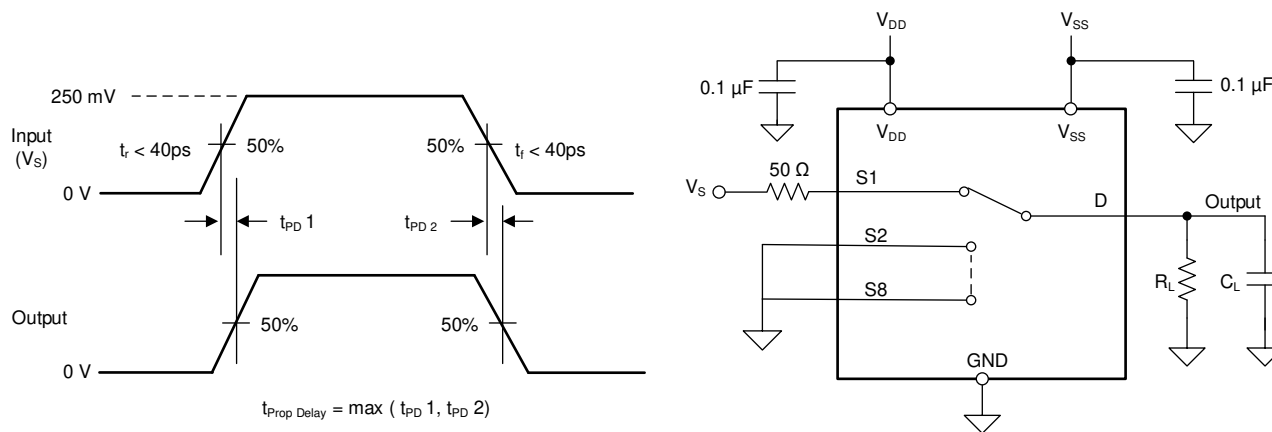 250 mV
Input
(VS)
tr < 40ps
50%
50%
tf < 40ps
0 V
tPD 1
tPD 2
Output
50%
50%
0 V
tProp Delay = max ( tPD 1, tPD 2)
VDD
VSS
0.1 µF
0.1 µF
VDD
VSS
VS
50 Ω
S1
D
Output
S2
S8
RL
CL
GND